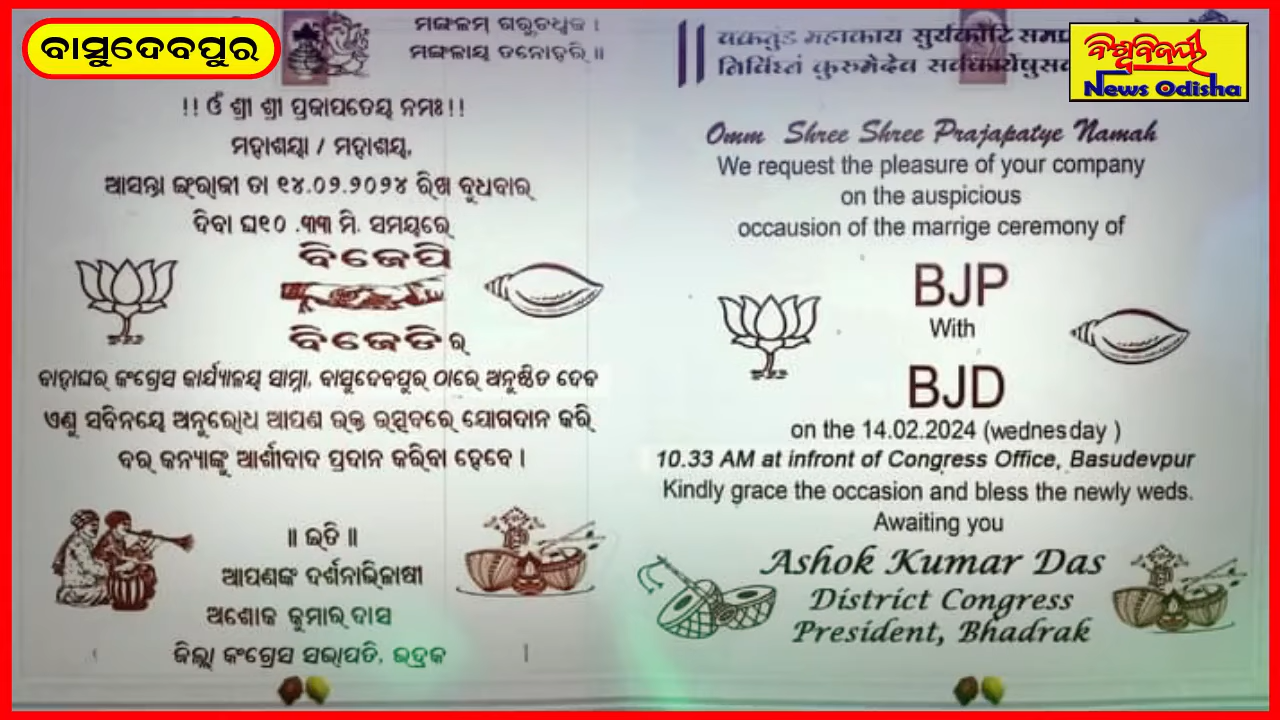 ବାସୁଦେବପୁର
ବିଶ୍ୱବିଜୟୀ
News Odisha
ମଙ୍ଗଳମ୍ ଗରୁଡଧ୍ୱଜ ।
ମଙ୍ଗଳାୟ ତନୋହରି ॥
!! ଓଁ ଶ୍ରୀ ଶ୍ରୀ ପ୍ରଜାପତେୟ ନମଃ !!
ମହାଶୟା / ମହାଶୟ,
ଆସନ୍ତା ଇଂରାଜୀ ତା ୧୪.୦୨.୨୦୨୪ ରିଖ ବୁଧବାର
ଦିବା ଘ୧୦ .୩୩ ମି. ସମୟରେ
ବିଜେପି
ବିଜେଡିର
ବାହାଘର କଂଗ୍ରେସ କାର୍ଯ୍ୟାଳୟ ସାମ୍ନା, ବାସୁଦେବପୁର ଠାରେ ଅନୁଷ୍ଠିତ ହେବ
ଏଣୁ ସବିନୟେ ଅନୁରୋଧ ଆପଣ ଉକ୍ତ ଉତ୍ସବରେ ଯୋଗଦାନ କରି
ବର କନ୍ୟାଙ୍କୁ ଆର୍ଶୀବାଦ ପ୍ରଦାନ କରିବା ହେବେ ।
॥ ଇତି ॥
ଆପଣଙ୍କ ଦର୍ଶନାଭିଳାଷୀ
ଅଶୋକ କୁମାର ଦାସ
ଜିଲ୍ଲା କଂଗ୍ରେସ ସଭାପତି, ଭଦ୍ରକ
वक्रतुंड महाकाय सुर्यकोटि
कुरुमेदेव
Omm Shree Shree Prajapatye Namah
We request the pleasure of your company
on the auspicious
occausion of the marrige ceremony of
BJP
With
BJD
on the 14.02.2024 (wednesday )
10.33 AM at infront of Congress Office, Basudevpur
Kindly grace the occasion and bless the newly weds.
Awaiting you
Ashok Kumar Das
District Congress
President, Bhadrak